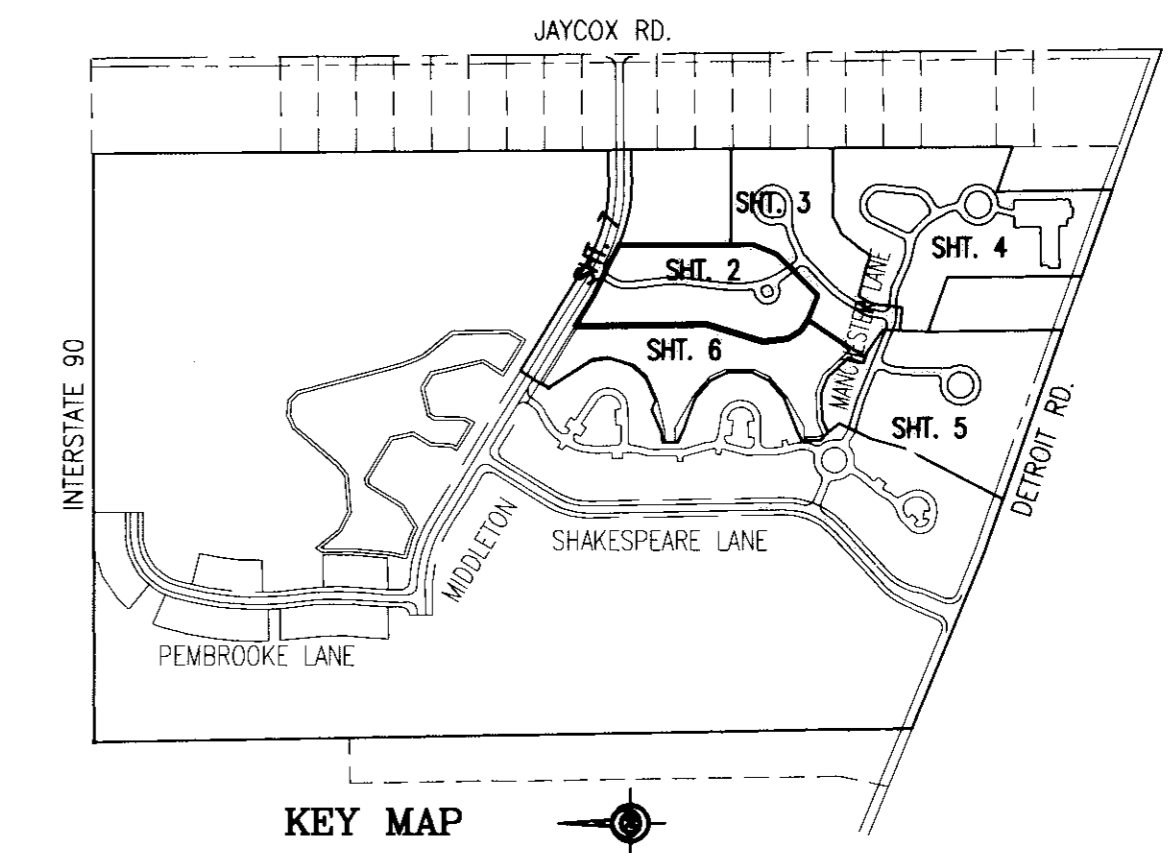 JAYCOX RD.
SHT. 3
SHT. 4
SHT. 7
SHT. 2
MANCHESTER LANE
SHT. 6
INTERSTATE 90
SHT. 5
DETROIT RD.
SHAKESPEARE LANE
MIDDLETON
PEMBROOKE LANE
KEY MAP